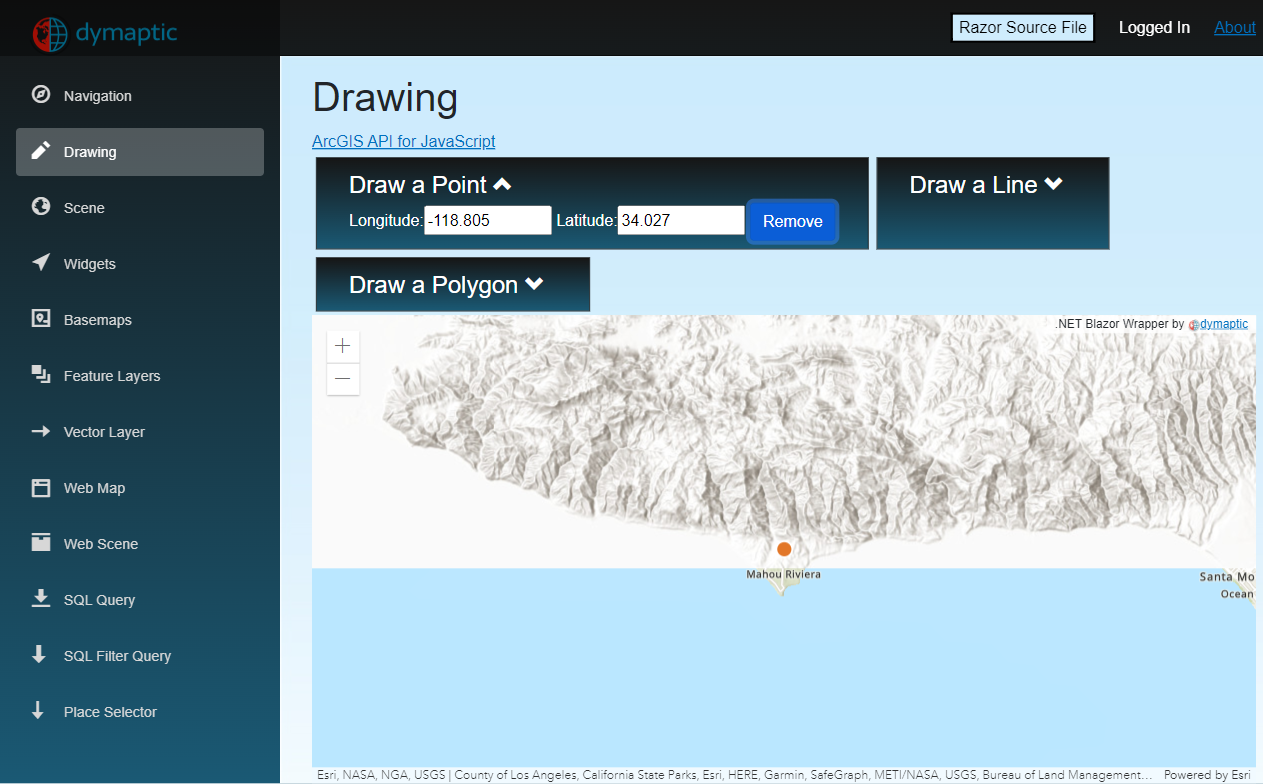 dymaptic
Razor Source File Logged In About
Navigation
Drawing
Scene
Widgets
Basemaps
Feature Layers
Vector Layer
Web Map
Web Scene
SQL Query
SQL Filter Query
Place Selector
Drawing
ArcGIS API for JavaScript
Draw a Point
Longitude: -118.805 Latitude: 34.027 Remove
Draw a Line
Draw a Polygon
.NET Blazor Wrapper by dymaptic
+
−
Mahou Riviera
Santa Mo
Ocean
Esri, NASA, NGA, USGS | County of Los Angeles, California State Parks, Esri, HERE, Garmin, SafeGraph, METI/NASA, USGS, Bureau of Land Management... Powered by Esri